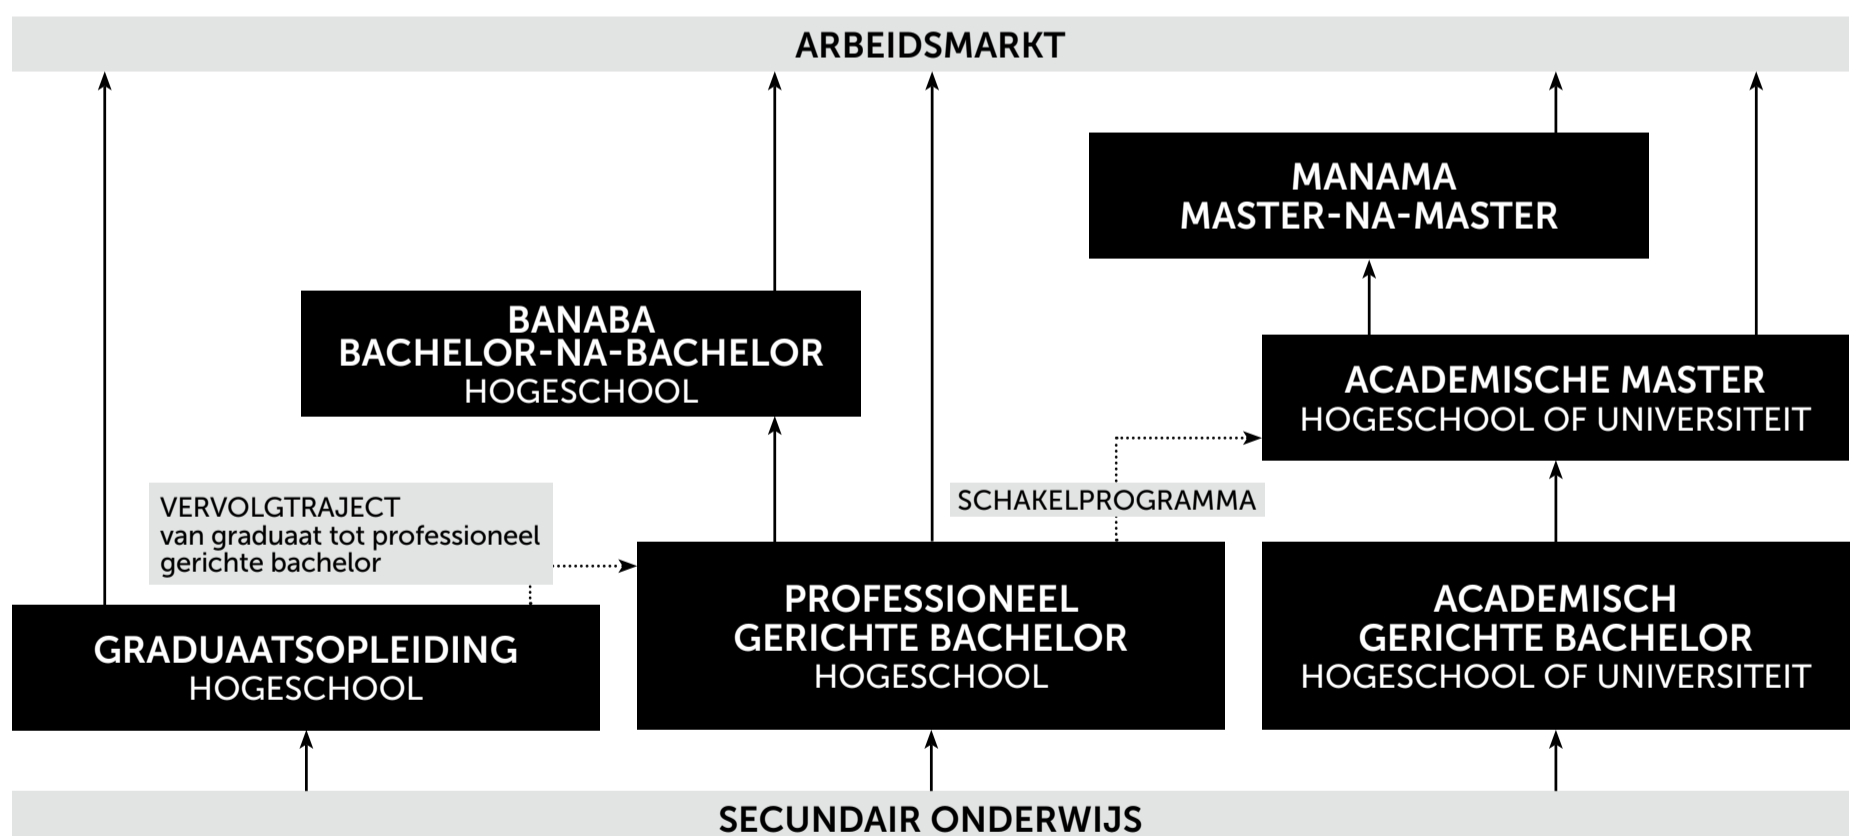 ARBEIDSMARKT
MANAMA
MASTER-NA-MASTER
BANABA
BACHELOR-NA-BACHELOR
HOGESCHOOL
ACADEMISCHE MASTER
HOGESCHOOL OF UNIVERSITEIT
VERVOLGTRAJECT
van graduaat tot professioneel
gerichte bachelor
SCHAKELPROGRAMMA
GRADUAATSOPLEIDING
HOGESCHOOL
PROFESSIONEEL
GERICHTE BACHELOR
HOGESCHOOL
ACADEMISCH
GERICHTE BACHELOR
HOGESCHOOL OF UNIVERSITEIT
SECUNDAIR ONDERWIJS